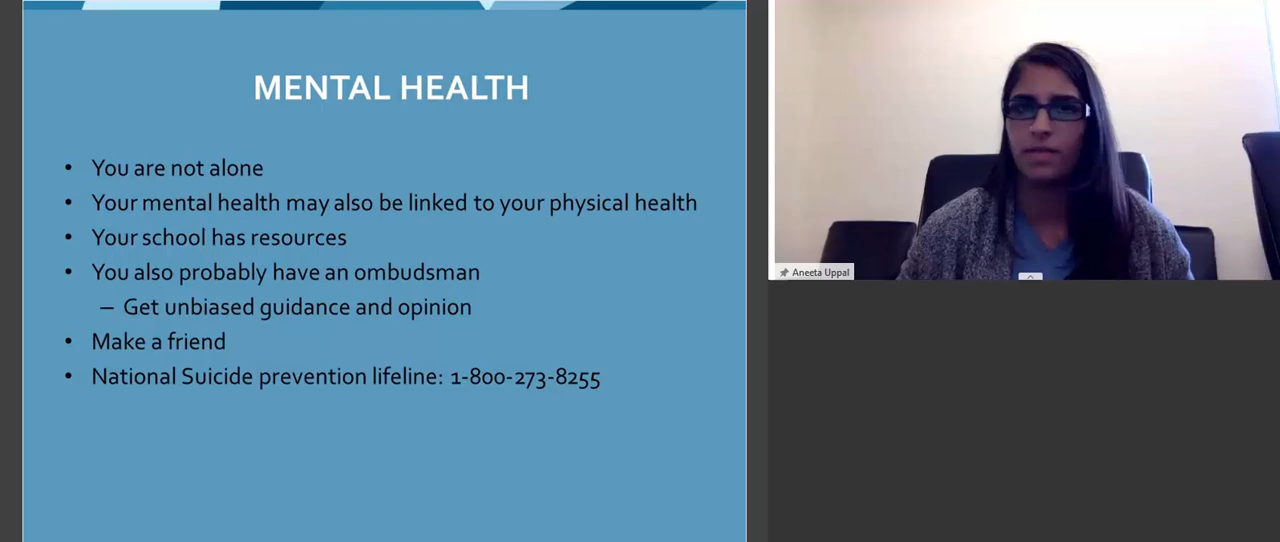 MENTAL HEALTH
• You are not alone
• Your mental health may also be linked to your physical health
• Your school has resources
• You also probably have an ombudsman
– Get unbiased guidance and opinion
• Make a friend
• National Suicide prevention lifeline: 1-800-273-8255
Aneeta Uppal